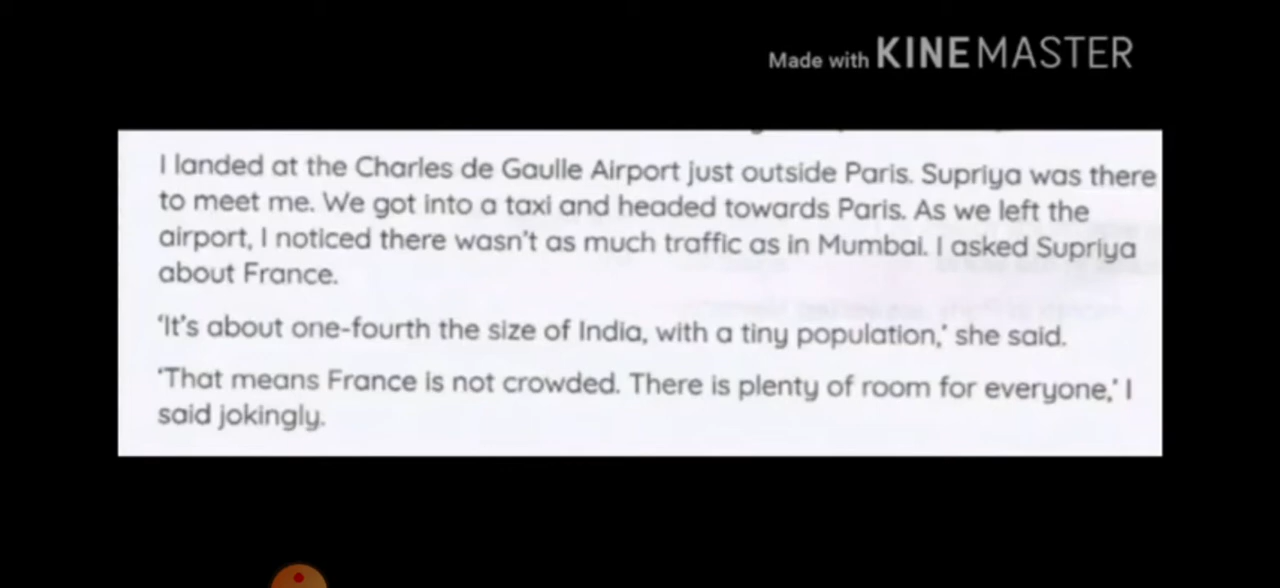 Made with KINEMASTER
I landed at the Charles de Gaulle Airport just outside Paris. Supriya was there
to meet me. We got into a taxi and headed towards Paris. As we left the
airport, I noticed there wasn't as much traffic as in Mumbai. I asked Supriya
about France.
'It's about one-fourth the size of India, with a tiny population,' she said.
'That means France is not crowded. There is plenty of room for everyone,' I
said jokingly.